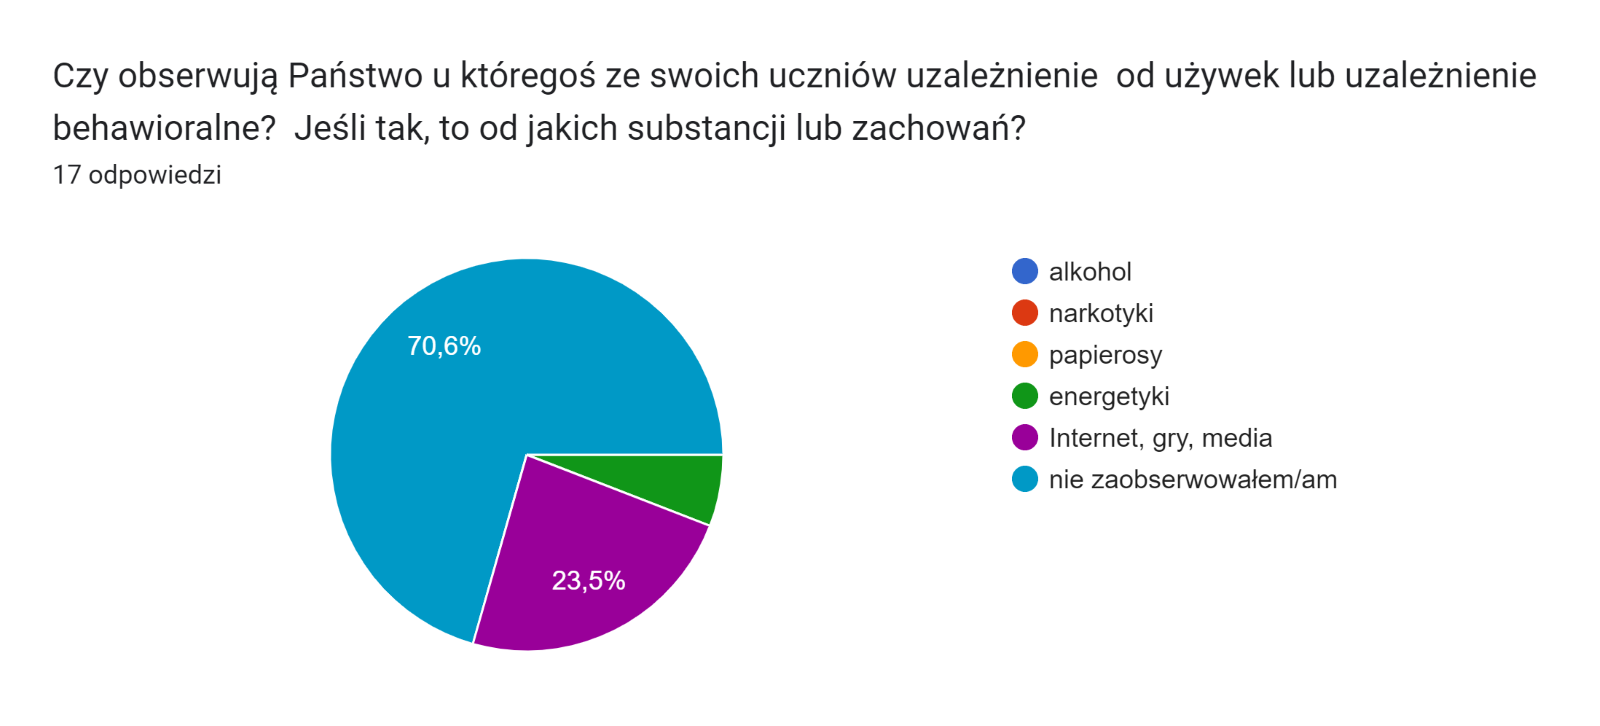 Czy obserwują Państwo u któregoś ze swoich uczniów uzależnienie  od używek lub uzależnienie
behawioralne?  Jeśli tak, to od jakich substancji lub zachowań?
17 odpowiedzi
alkohol
narkotyki
papierosy
energetyki
Internet, gry, media
nie zaobserwowałem/am
70,6%
23,5%